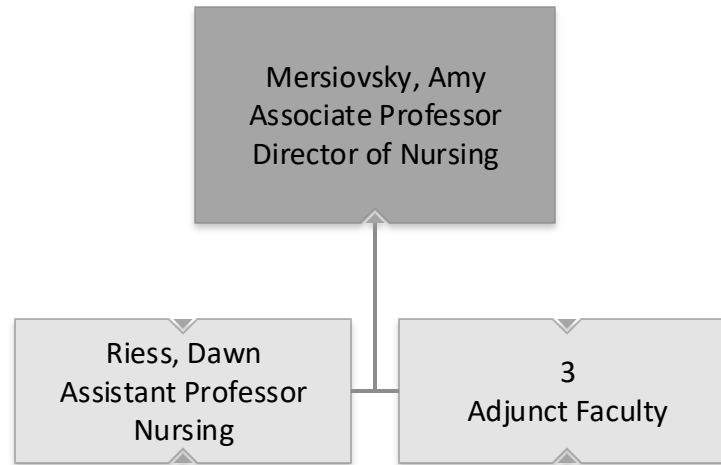 Mersiovsky, Amy
Associate Professor
Director of Nursing
Riess, Dawn
Assistant Professor
Nursing
3
Adjunct Faculty